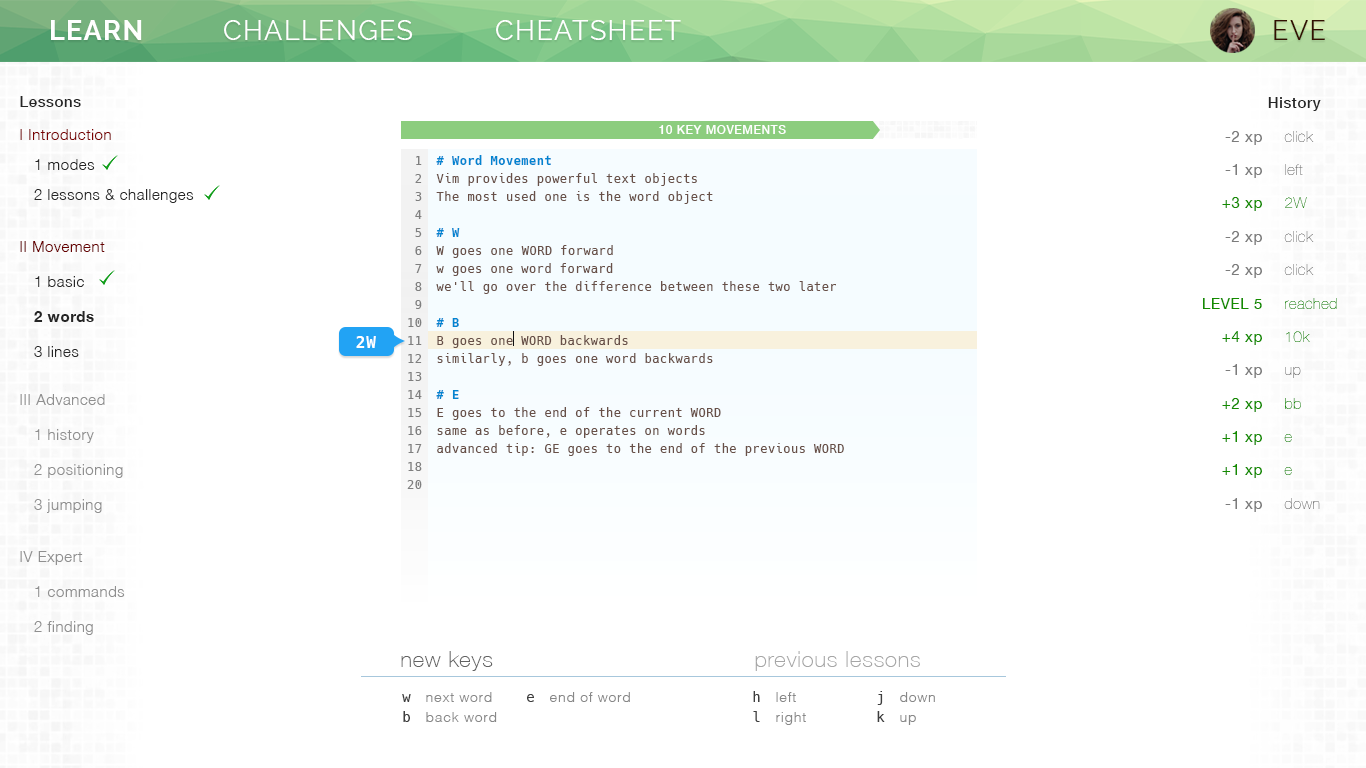 LEARN CHALLENGES CHEATSHEET EVE
Lessons
I Introduction
1 modes
2 lessons & challenges
II Movement
1 basic
2 words
3 lines
III Advanced
1 history
2 positioning
3 jumping
IV Expert
1 commands
2 finding
10 KEY MOVEMENTS
1 # Word Movement
2 Vim provides powerful text objects
3 The most used one is the word object
4
5 # W
6 W goes one WORD forward
7 w goes one word forward
8 we'll go over the difference between these two later
9
10 # B
2W
11 B goes one WORD backwards
12 similarly, b goes one word backwards
13
14 # E
15 E goes to the end of the current WORD
16 same as before, e operates on words
17 advanced tip: GE goes to the end of the previous WORD
18
20
new keys
w next word e end of word
b back word
previous lessons
h left j down
l right k up
History
-2 xp click
-1 xp left
+3 xp 2W
-2 xp click
-2 xp click
LEVEL 5 reached
+4 xp 10k
-1 xp up
+2 xp bb
+1 xp e
+1 xp e
-1 xp down